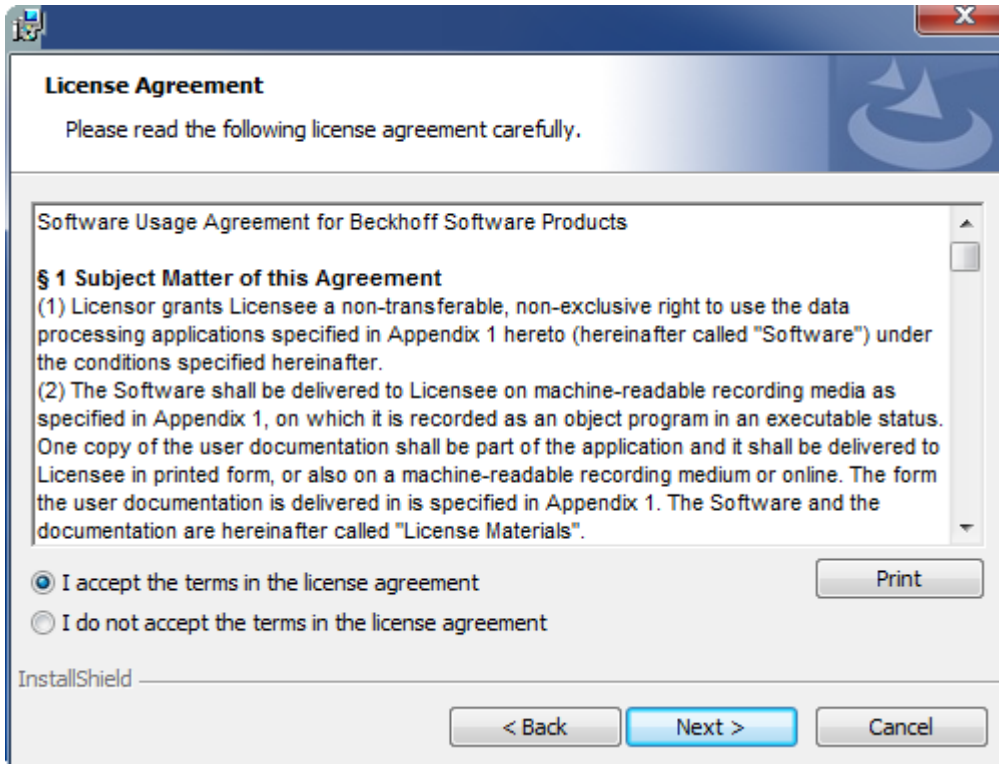 License Agreement
Please read the following license agreement carefully.
Software Usage Agreement for Beckhoff Software Products
§ 1 Subject Matter of this Agreement
(1) Licensor grants Licensee a non-transferable, non-exclusive right to use the data
processing applications specified in Appendix 1 hereto (hereinafter called "Software") under
the conditions specified hereinafter.
(2) The Software shall be delivered to Licensee on machine-readable recording media as
specified in Appendix 1, on which it is recorded as an object program in an executable status.
One copy of the user documentation shall be part of the application and it shall be delivered to
Licensee in printed form, or also on a machine-readable recording medium or online. The form
the user documentation is delivered in is specified in Appendix 1. The Software and the
documentation are hereinafter called "License Materials".
I accept the terms in the license agreement
Print
I do not accept the terms in the license agreement
InstallShield
< Back
Next >
Cancel